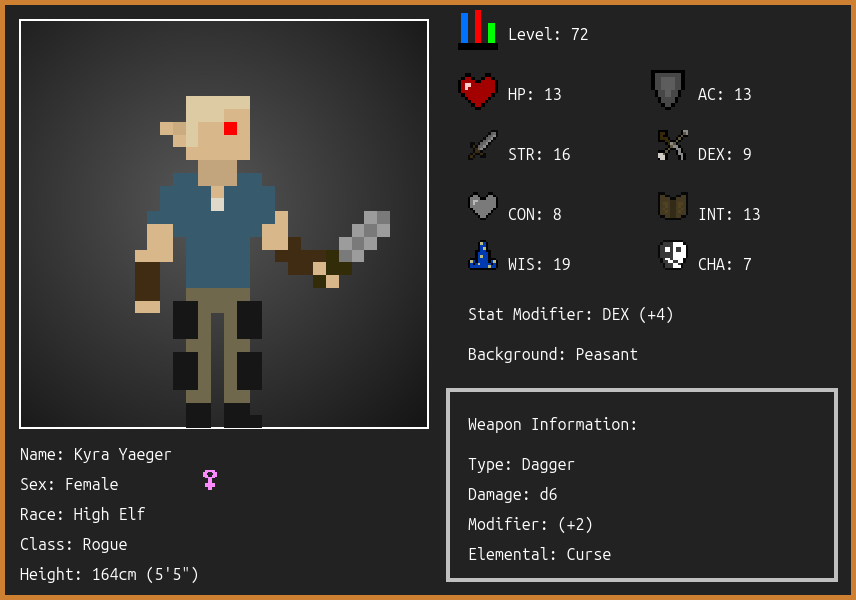 Level: 72
HP: 13
AC: 13
STR: 16
DEX: 9
CON: 8
INT: 13
WIS: 19
CHA: 7
Stat Modifier: DEX (+4)
Background: Peasant
Weapon Information:
Type: Dagger
Damage: d6
Modifier: (+2)
Elemental: Curse
Name: Kyra Yaeger
Sex: Female
Race: High Elf
Class: Rogue
Height: 164cm (5'5")